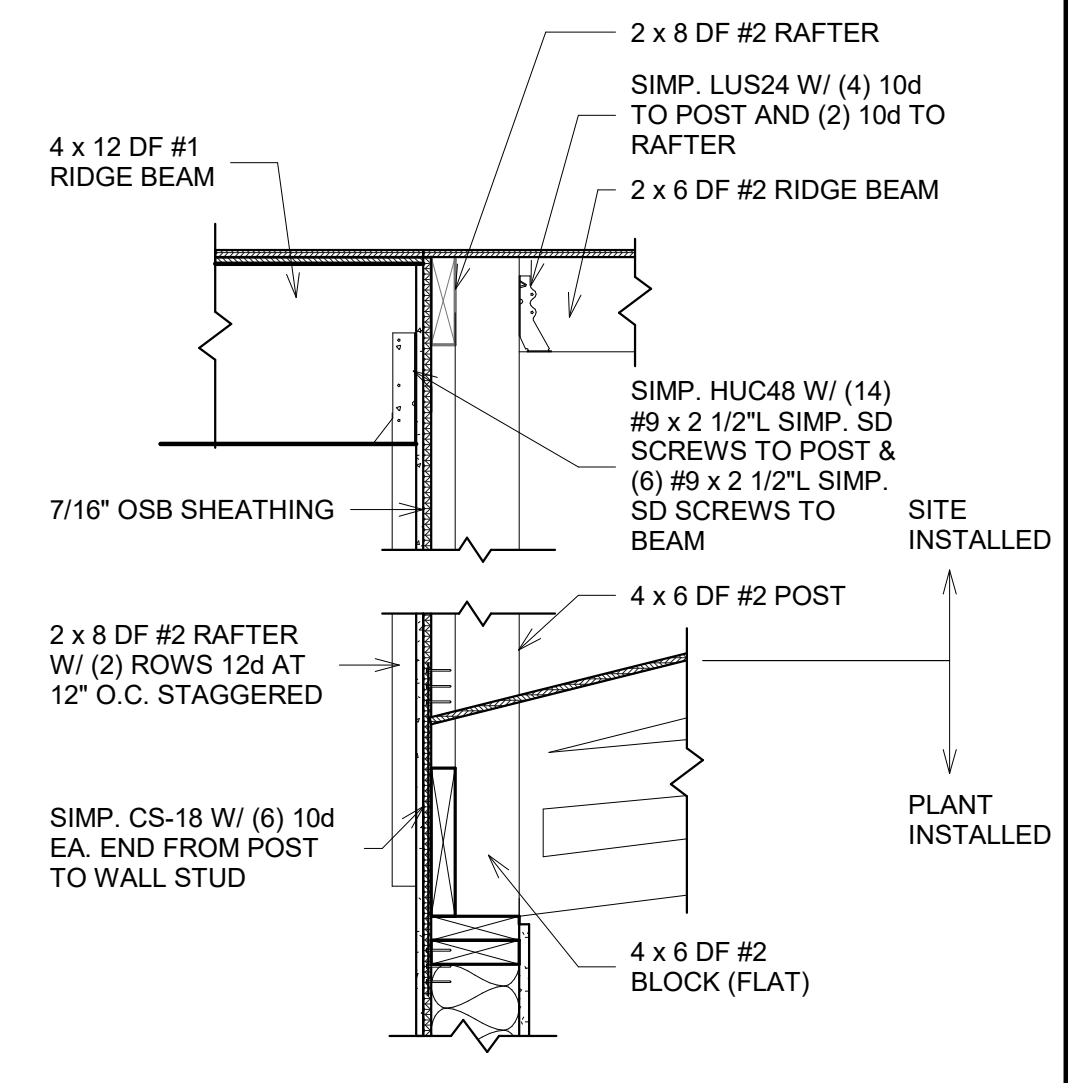 2 x 8 DF #2 RAFTER
SIMP. LUS24 W/ (4) 10d
TO POST AND (2) 10d TO
RAFTER
4 x 12 DF #1
RIDGE BEAM
2 x 6 DF #2 RIDGE BEAM
SIMP. HUC48 W/ (14)
#9 x 2 1/2"L SIMP. SD
SCREWS TO POST &
(6) #9 x 2 1/2"L SIMP.
SD SCREWS TO
BEAM
7/16" OSB SHEATHING
SITE
INSTALLED
4 x 6 DF #2 POST
2 x 8 DF #2 RAFTER
W/ (2) ROWS 12d AT
12" O.C. STAGGERED
SIMP. CS-18 W/ (6) 10d
EA. END FROM POST
TO WALL STUD
PLANT
INSTALLED
4 x 6 DF #2
BLOCK (FLAT)